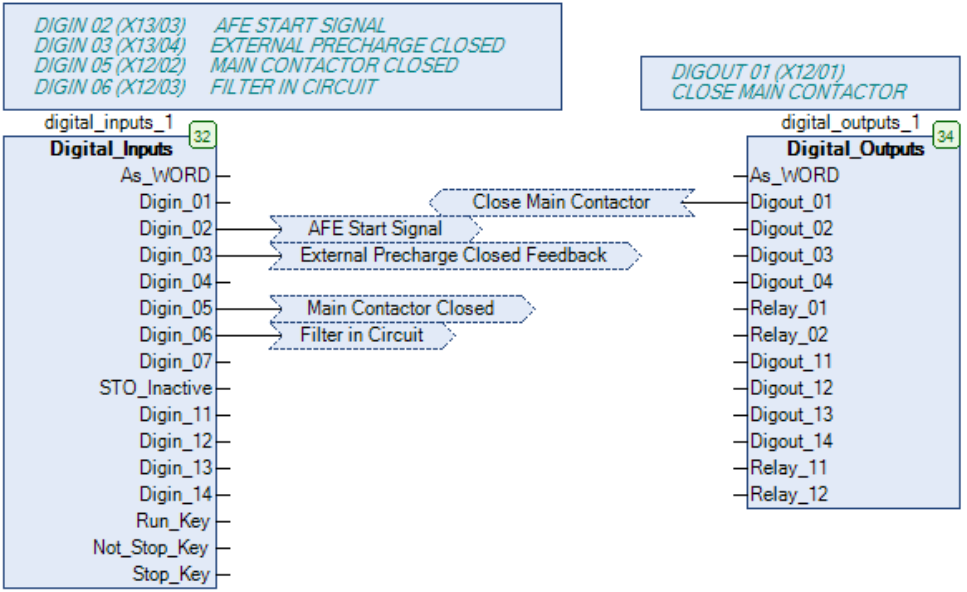 DIGIN 02 (X13/03) AFE START SIGNAL
DIGIN 03 (X13/04) EXTERNAL PRECHARGE CLOSED
DIGIN 05 (X12/02) MAIN CONTACTOR CLOSED
DIGIN 06 (X12/03) FILTER IN CIRCUIT
DIGOUT 01 (X12/01)
CLOSE MAIN CONTACTOR
digital_inputs_1
32
Digital_Inputs
As_WORD
Digin_01
Digin_02
Digin_03
Digin_04
Digin_05
Digin_06
Digin_07
STO_Inactive
Digin_11
Digin_12
Digin_13
Digin_14
Run_Key
Not_Stop_Key
Stop_Key
Close Main Contactor
AFE Start Signal
External Precharge Closed Feedback
Main Contactor Closed
Filter in Circuit
digital_outputs_1
34
Digital_Outputs
As_WORD
Digout_01
Digout_02
Digout_03
Digout_04
Relay_01
Relay_02
Digout_11
Digout_12
Digout_13
Digout_14
Relay_11
Relay_12